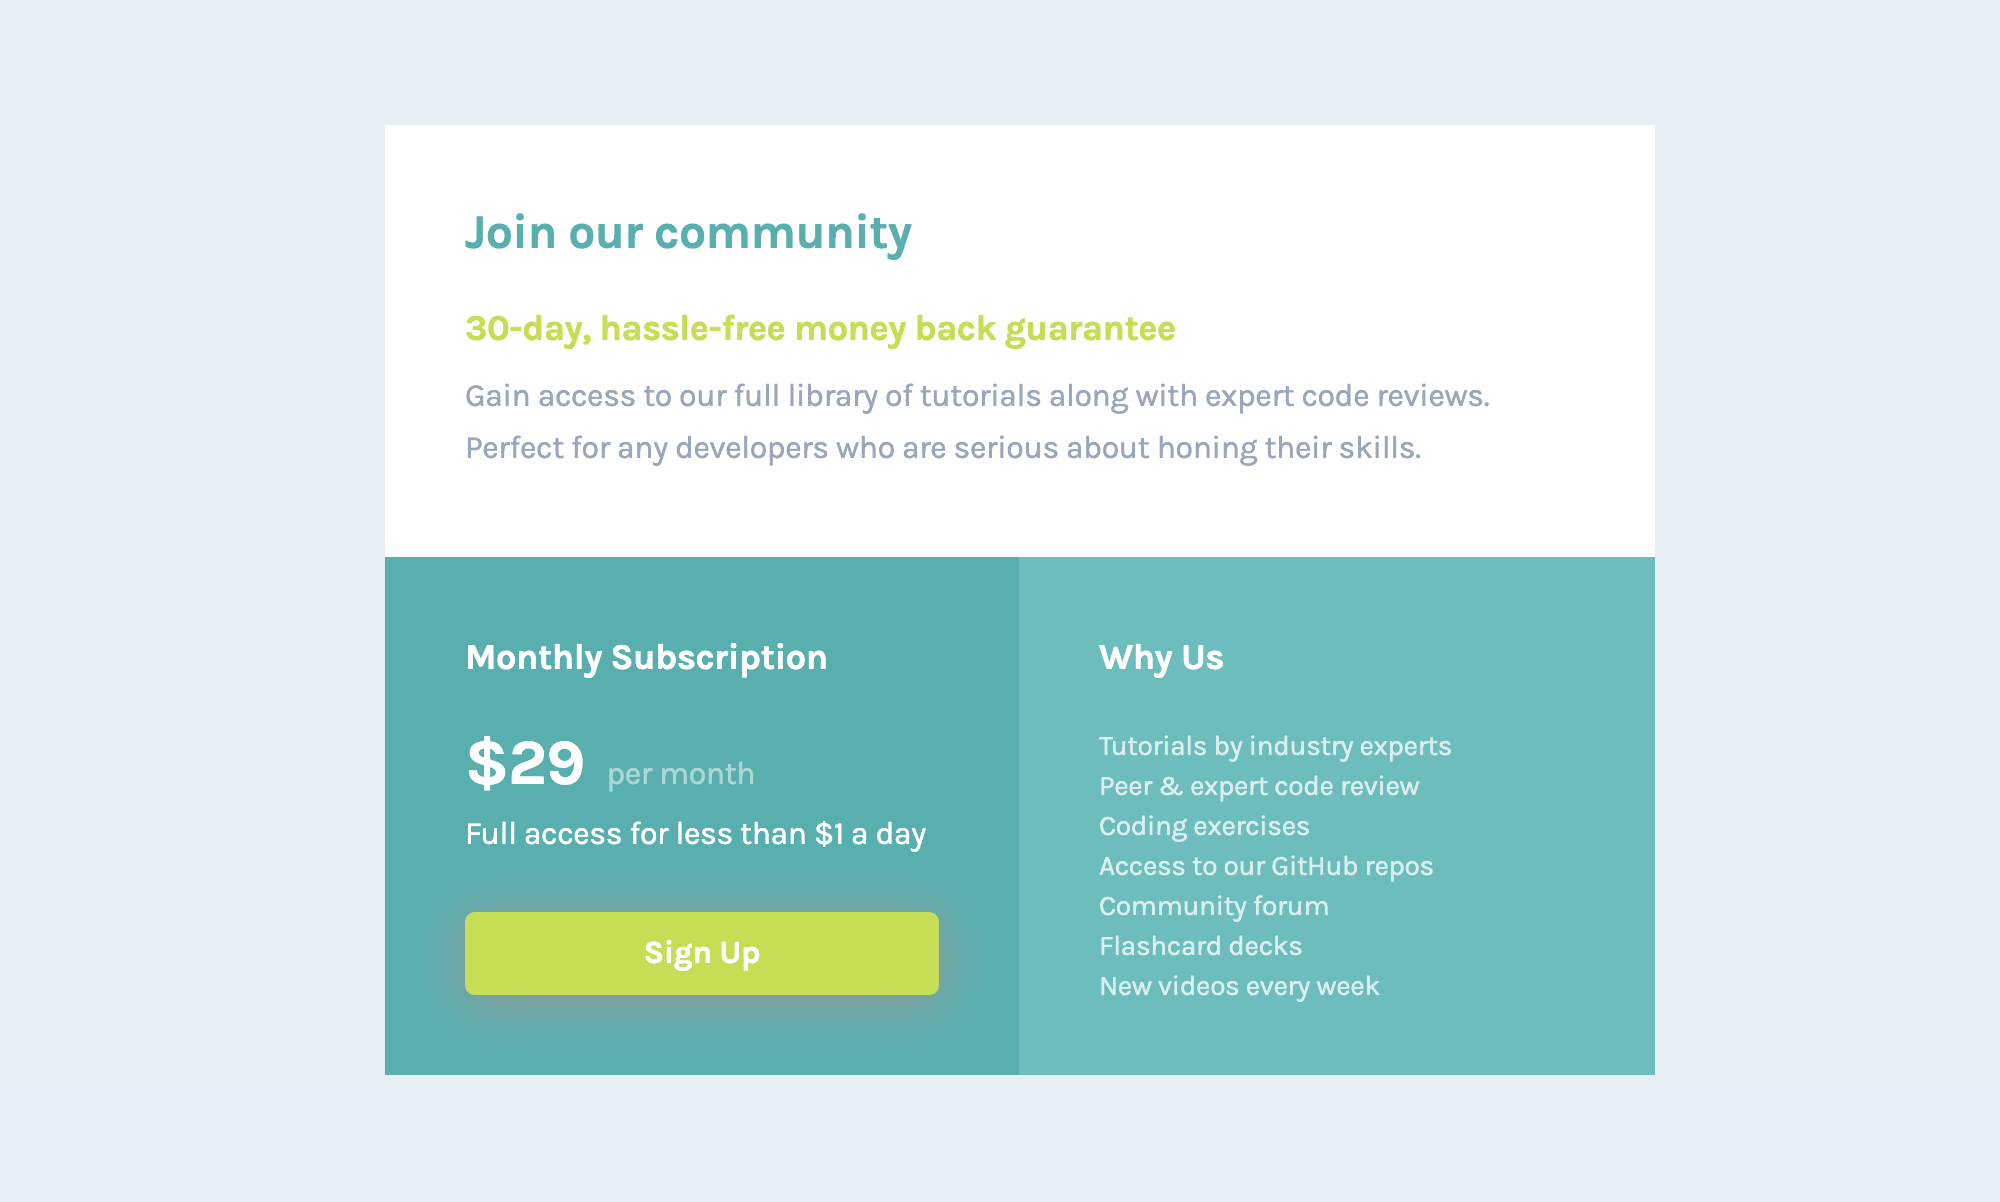 Join our community
30-day, hassle-free money back guarantee
Gain access to our full library of tutorials along with expert code reviews.
Perfect for any developers who are serious about honing their skills.
Monthly Subscription
$29 per month
Full access for less than $1 a day
Sign Up
Why Us
Tutorials by industry experts
Peer & expert code review
Coding exercises
Access to our GitHub repos
Community forum
Flashcard decks
New videos every week